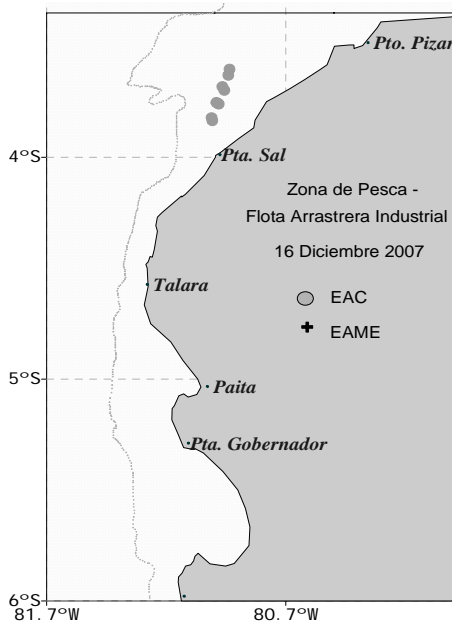 Pto. Pizar
4°S
Pta. Sal
Zona de Pesca -
Flota Arrastrera Industrial
16 Diciembre 2007
Talara
EAC
EAME
5°S
Paita
Pta. Gobernador
6°S
81.7°W
80.7°W